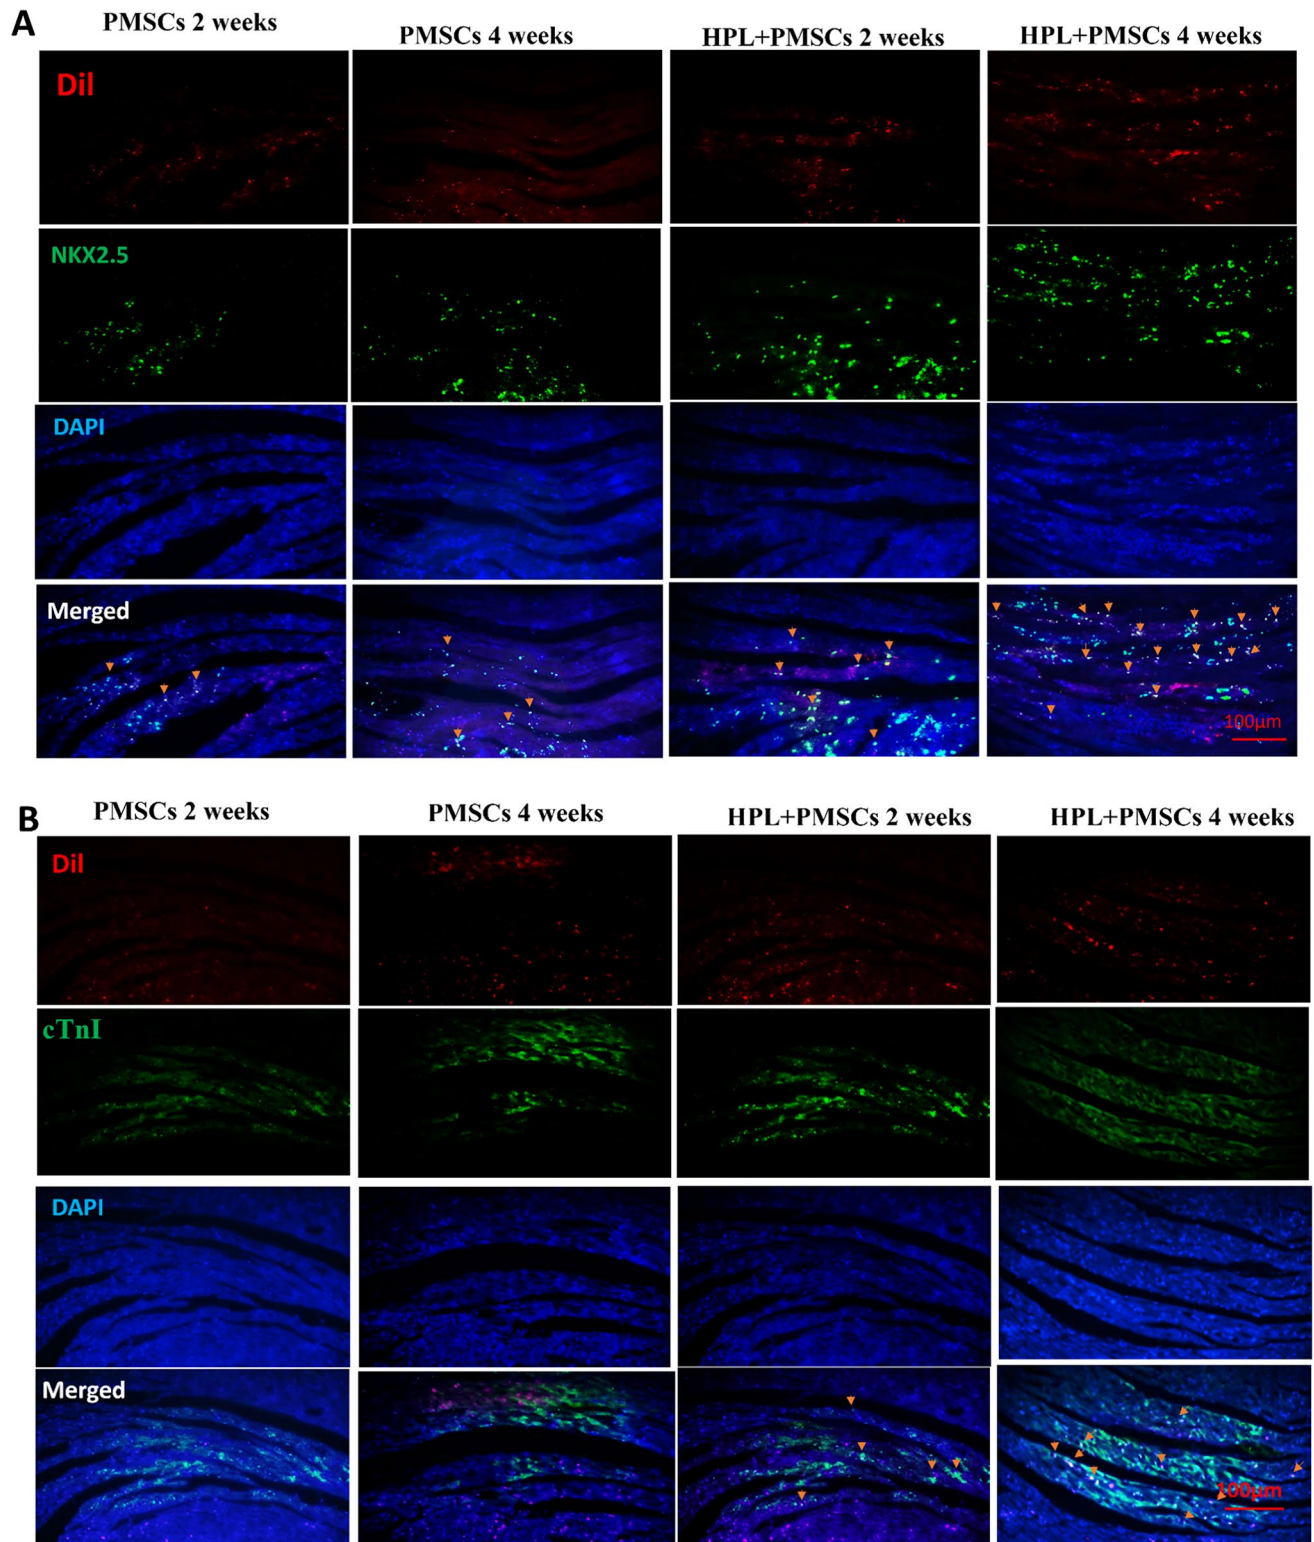 A
PMSCs 2 weeks
PMSCs 4 weeks
HPL+PMSCs 2 weeks
HPL+PMSCs 4 weeks
Dil
NKX2.5
DAPI
Merged
100μm
B
PMSCs 2 weeks
PMSCs 4 weeks
HPL+PMSCs 2 weeks
HPL+PMSCs 4 weeks
Dil
cTnI
DAPI
Merged
100μm